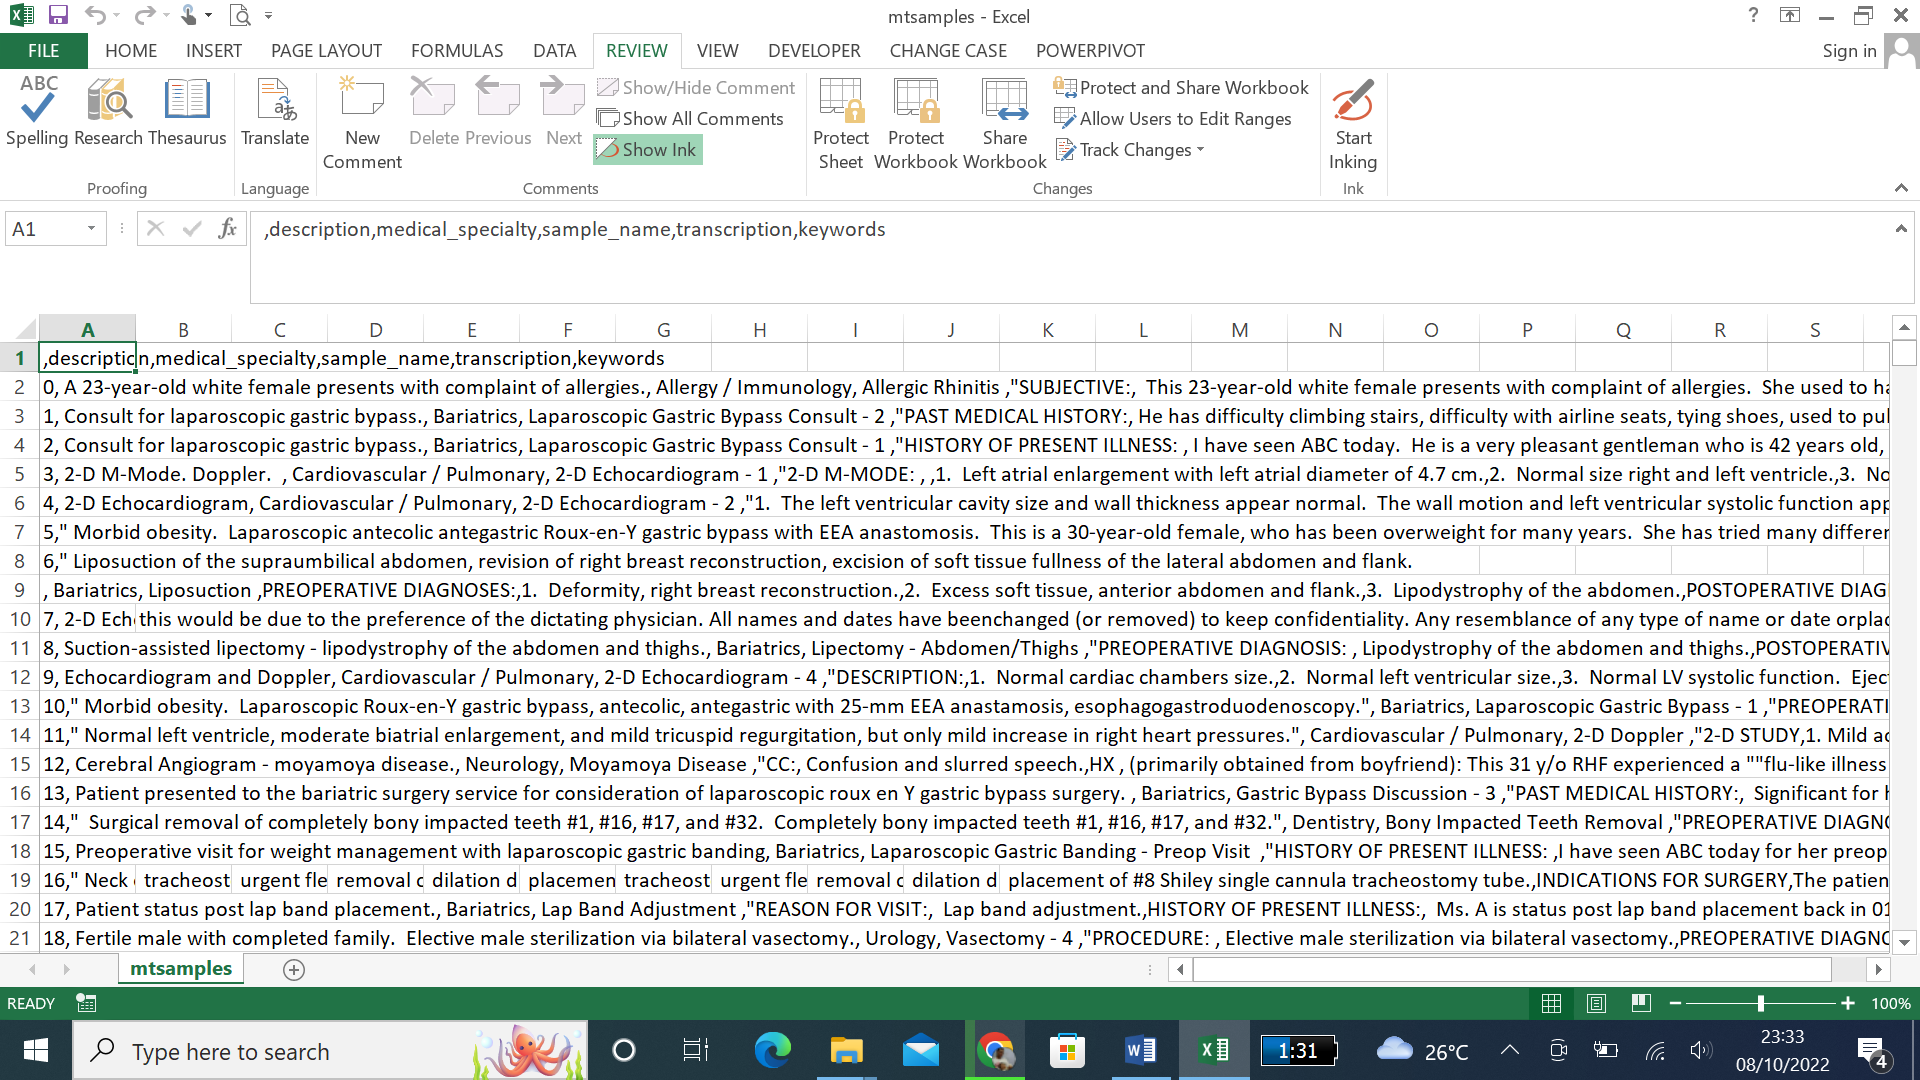 mtsamples - Excel
?
FILE HOME INSERT PAGE LAYOUT FORMULAS DATA REVIEW VIEW DEVELOPER CHANGE CASE POWERPIVOT Sign in
ABC
Spelling Research Thesaurus
Proofing
Translate
Language
New Comment
Delete Previous Next
Show/Hide Comment
Show All Comments
Show Ink
Comments
Protect Sheet
Protect Workbook
Share Workbook
Protect and Share Workbook
Allow Users to Edit Ranges
Track Changes
Changes
Start Inking
Ink
A1 fx ,description,medical_specialty,sample_name,transcription,keywords
A B C D E F G H I J K L M N O P Q R S
1 ,description,medical_specialty,sample_name,transcription,keywords
2 0, A 23-year-old white female presents with complaint of allergies., Allergy / Immunology, Allergic Rhinitis ,"SUBJECTIVE:,  This 23-year-old white female presents with complaint of allergies.  She used to ha
3 1, Consult for laparoscopic gastric bypass., Bariatrics, Laparoscopic Gastric Bypass Consult - 2 ,"PAST MEDICAL HISTORY:, He has difficulty climbing stairs, difficulty with airline seats, tying shoes, used to pul
4 2, Consult for laparoscopic gastric bypass., Bariatrics, Laparoscopic Gastric Bypass Consult - 1 ,"HISTORY OF PRESENT ILLNESS: , I have seen ABC today.  He is a very pleasant gentleman who is 42 years old,
5 3, 2-D M-Mode. Doppler.  , Cardiovascular / Pulmonary, 2-D Echocardiogram - 1 ,"2-D M-MODE: , ,1.  Left atrial enlargement with left atrial diameter of 4.7 cm.,2.  Normal size right and left ventricle.,3.  No
6 4, 2-D Echocardiogram, Cardiovascular / Pulmonary, 2-D Echocardiogram - 2 ,"1.  The left ventricular cavity size and wall thickness appear normal.  The wall motion and left ventricular systolic function app
7 5," Morbid obesity.  Laparoscopic antecolic antegastric Roux-en-Y gastric bypass with EEA anastomosis.  This is a 30-year-old female, who has been overweight for many years.  She has tried many differer
8 6," Liposuction of the supraumbilical abdomen, revision of right breast reconstruction, excision of soft tissue fullness of the lateral abdomen and flank.
9 , Bariatrics, Liposuction ,PREOPERATIVE DIAGNOSES:,1.  Deformity, right breast reconstruction.,2.  Excess soft tissue, anterior abdomen and flank.,3.  Lipodystrophy of the abdomen.,POSTOPERATIVE DIAG
10 7, 2-D Ech this would be due to the preference of the dictating physician. All names and dates have beenchanged (or removed) to keep confidentiality. Any resemblance of any type of name or date orplac
11 8, Suction-assisted lipectomy - lipodystrophy of the abdomen and thighs., Bariatrics, Lipectomy - Abdomen/Thighs ,"PREOPERATIVE DIAGNOSIS: , Lipodystrophy of the abdomen and thighs.,POSTOPERATIV
12 9, Echocardiogram and Doppler, Cardiovascular / Pulmonary, 2-D Echocardiogram - 4 ,"DESCRIPTION:,1.  Normal cardiac chambers size.,2.  Normal left ventricular size.,3.  Normal LV systolic function.  Ejec
13 10," Morbid obesity.  Laparoscopic Roux-en-Y gastric bypass, antecolic, antegastric with 25-mm EEA anastamosis, esophagogastroduodenoscopy.", Bariatrics, Laparoscopic Gastric Bypass - 1 ,"PREOPERATI
14 11," Normal left ventricle, moderate biatrial enlargement, and mild tricuspid regurgitation, but only mild increase in right heart pressures.", Cardiovascular / Pulmonary, 2-D Doppler ,"2-D STUDY,1. Mild ao
15 12, Cerebral Angiogram - moyamoya disease., Neurology, Moyamoya Disease ,"CC:, Confusion and slurred speech.,HX , (primarily obtained from boyfriend): This 31 y/o RHF experienced a ""flu-like illness
16 13, Patient presented to the bariatric surgery service for consideration of laparoscopic roux en Y gastric bypass surgery. , Bariatrics, Gastric Bypass Discussion - 3 ,"PAST MEDICAL HISTORY:,  Significant for h
17 14,"  Surgical removal of completely bony impacted teeth #1, #16, #17, and #32.  Completely bony impacted teeth #1, #16, #17, and #32.", Dentistry, Bony Impacted Teeth Removal ,"PREOPERATIVE DIAGNO
18 15, Preoperative visit for weight management with laparoscopic gastric banding, Bariatrics, Laparoscopic Gastric Banding - Preop Visit  ,"HISTORY OF PRESENT ILLNESS: ,I have seen ABC today for her preop
19 16," Neck tracheost urgent fle removal c dilation d placemen tracheost urgent fle removal c dilation d placement of #8 Shiley single cannula tracheostomy tube.,INDICATIONS FOR SURGERY,The patien
20 17, Patient status post lap band placement., Bariatrics, Lap Band Adjustment ,"REASON FOR VISIT:,  Lap band adjustment.,HISTORY OF PRESENT ILLNESS:,  Ms. A is status post lap band placement back in 01
21 18, Fertile male with completed family.  Elective male sterilization via bilateral vasectomy., Urology, Vasectomy - 4 ,"PROCEDURE: , Elective male sterilization via bilateral vasectomy.,PREOPERATIVE DIAGNO
mtsamples
READY 100%
Type here to search 1:31 26°C 23:33
08/10/2022 4